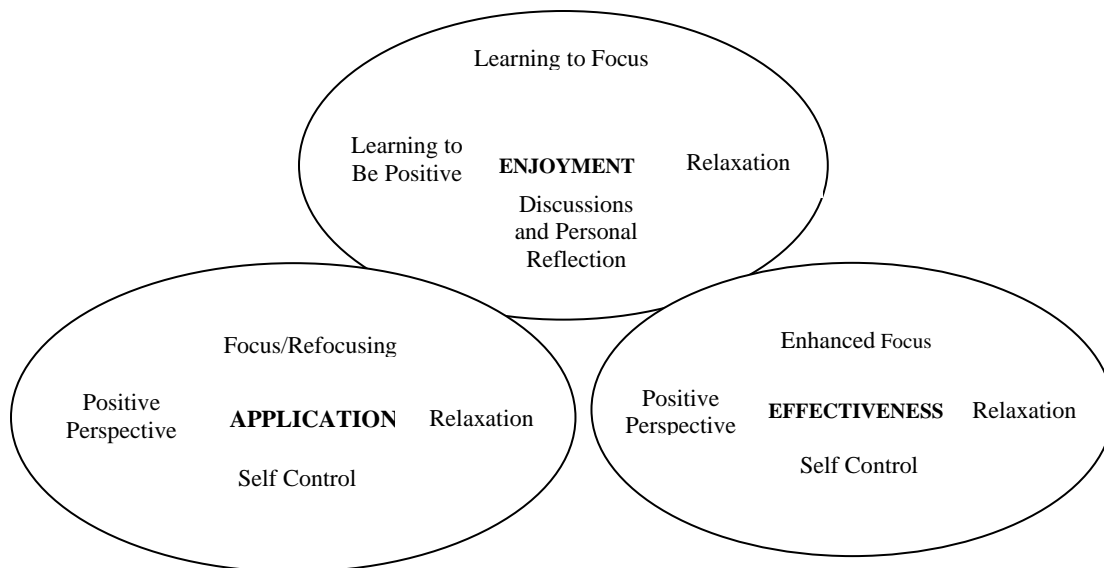 Learning to Focus
Learning to
Be Positive
ENJOYMENT
Relaxation
Discussions
and Personal
Reflection
Focus/Refocusing
Positive
Perspective
APPLICATION
Relaxation
Self Control
Enhanced Focus
Positive
Perspective
EFFECTIVENESS
Relaxation
Self Control